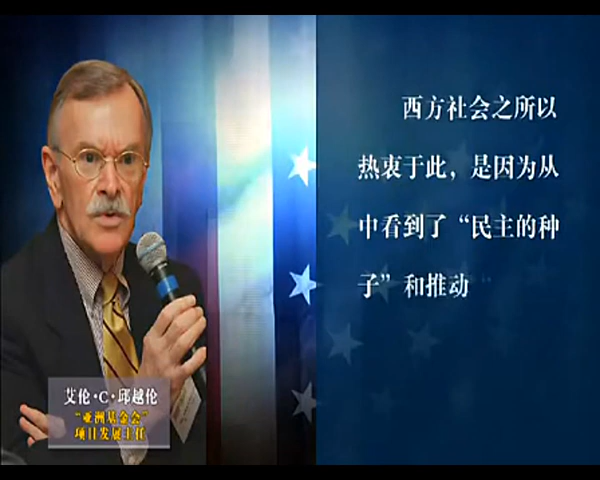 西方社会之所以
热衷于此，是因为从
中看到了“民主的种
子”和推动
艾伦·C·邱越伦
“亚洲基金会”
项目发展主任